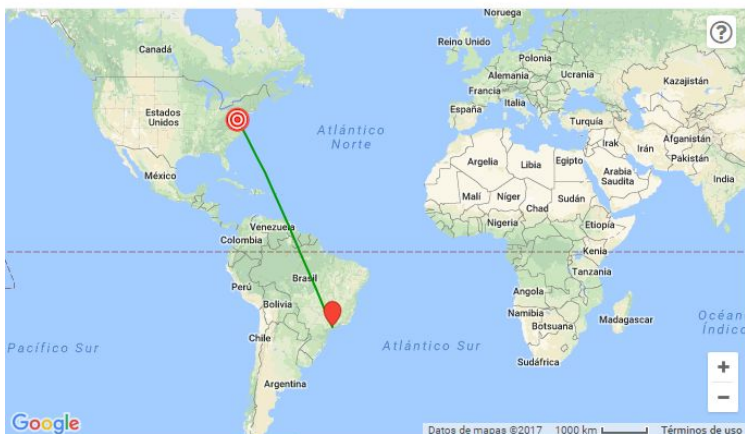 Noruega
Canadá
Reino Unido
Polonia
Alemania
Ucrania
Kazajistán
Francia
Estados
Unidos
Atlántico
Norte
España
Italia
Turquía
Afganistán
Irak
Irán
Pakistán
México
Argelia
Libia
Egipto
Arabia
Saudita
India
Malí
Níger
Sudán
Chad
Venezuela
Nigeria
Etiopía
Colombia
Kenia
Tanzania
Perú
Brasil
Bolivia
Angola
Namibia
Madagascar
Botsuana
Océano
Índico
Chile
Pacífico Sur
Atlántico Sur
Sudáfrica
Argentina
+
−
Google
Datos de mapas ©2017
1000 km
Términos de uso
?